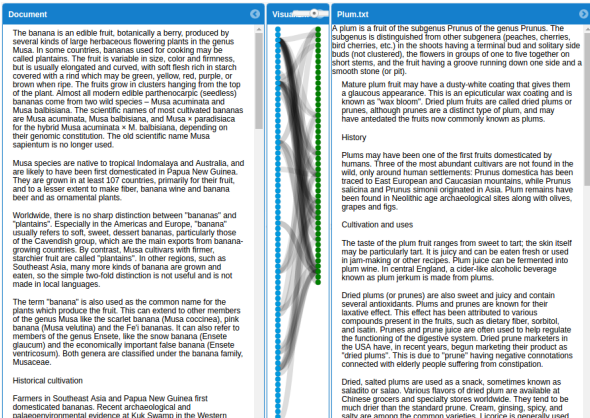 Document
The banana is an edible fruit, botanically a berry, produced by
several kinds of large herbaceous flowering plants in the genus
Musa. In some countries, bananas used for cooking may be
called plantains. The fruit is variable in size, color and firmness,
but is usually elongated and curved, with soft flesh rich in starch
covered with a rind which may be green, yellow, red, purple, or
brown when ripe. The fruits grow in clusters hanging from the top
of the plant. Almost all modern edible parthenocarpic (seedless)
bananas come from two wild species – Musa acuminata and
Musa balbisiana. The scientific names of most cultivated bananas
are Musa acuminata, Musa balbisiana, and Musa × paradisiaca
for the hybrid Musa acuminata × M. balbisiana, depending on
their genomic constitution. The old scientific name Musa
sapientum is no longer used.
Musa species are native to tropical Indomalaya and Australia, and
are likely to have been first domesticated in Papua New Guinea.
They are grown in at least 107 countries, primarily for their fruit,
and to a lesser extent to make fiber, banana wine and banana
beer and as ornamental plants.
Worldwide, there is no sharp distinction between "bananas" and
"plantains". Especially in the Americas and Europe, "banana"
usually refers to soft, sweet, dessert bananas, particularly those
of the Cavendish group, which are the main exports from banana-
growing countries. By contrast, Musa cultivars with firmer,
starchier fruit are called "plantains". In other regions, such as
Southeast Asia, many more kinds of banana are grown and
eaten, so the simple two-fold distinction is not useful and is not
made in local languages.
The term "banana" is also used as the common name for the
plants which produce the fruit. This can extend to other members
of the genus Musa like the scarlet banana (Musa coccinea), pink
banana (Musa velutina) and the Fe'i bananas. It can also refer to
members of the genus Ensete, like the snow banana (Ensete
glaucum) and the economically important false banana (Ensete
ventricosum). Both genera are classified under the banana family,
Musaceae.
Historical cultivation
Farmers in Southeast Asia and Papua New Guinea first
domesticated bananas. Recent archaeological and
palaeoenvironmental evidence at Kuk Swamp in the Western
Plum.txt
A plum is a fruit of the subgenus Prunus of the genus Prunus. The
subgenus is distinguished from other subgenera (peaches, cherries,
bird cherries, etc.) in the shoots having a terminal bud and solitary side
buds (not clustered), the flowers in groups of one to five together on
short stems, and the fruit having a groove running down one side and a
smooth stone (or pit).
Mature plum fruit may have a dusty-white coating that gives them
a glaucous appearance. This is an epicuticular wax coating and is
known as "wax bloom". Dried plum fruits are called dried plums or
prunes, although prunes are a distinct type of plum, and may
have antedated the fruits now commonly known as plums.
History
Plums may have been one of the first fruits domesticated by
humans. Three of the most abundant cultivars are not found in the
wild, only around human settlements: Prunus domestica has been
traced to East European and Caucasian mountains, while Prunus
salicina and Prunus simonii originated in Asia. Plum remains have
been found in Neolithic age archaeological sites along with olives,
grapes and figs.
Cultivation and uses
The taste of the plum fruit ranges from sweet to tart; the skin itself
may be particularly tart. It is juicy and can be eaten fresh or used
in jam-making or other recipes. Plum juice can be fermented into
plum wine. In central England, a cider-like alcoholic beverage
known as plum jerkum is made from plums.
Dried plums (or prunes) are also sweet and juicy and contain
several antioxidants. Plums and prunes are known for their
laxative effect. This effect has been attributed to various
compounds present in the fruits, such as dietary fiber, sorbitol,
and isatin. Prunes and prune juice are often used to help regulate
the functioning of the digestive system. Dried prune marketers in
the USA have, in recent years, begun marketing their product as
"dried plums". This is due to "prune" having negative connotations
connected with elderly people suffering from constipation.
Dried, salted plums are used as a snack, sometimes known as
saladito or salao. Various flavors of dried plum are available at
Chinese grocers and specialty stores worldwide. They tend to be
much drier than the standard prune. Cream, ginsing, spicy, and
salty are among the common varieties. Licorice is generally used